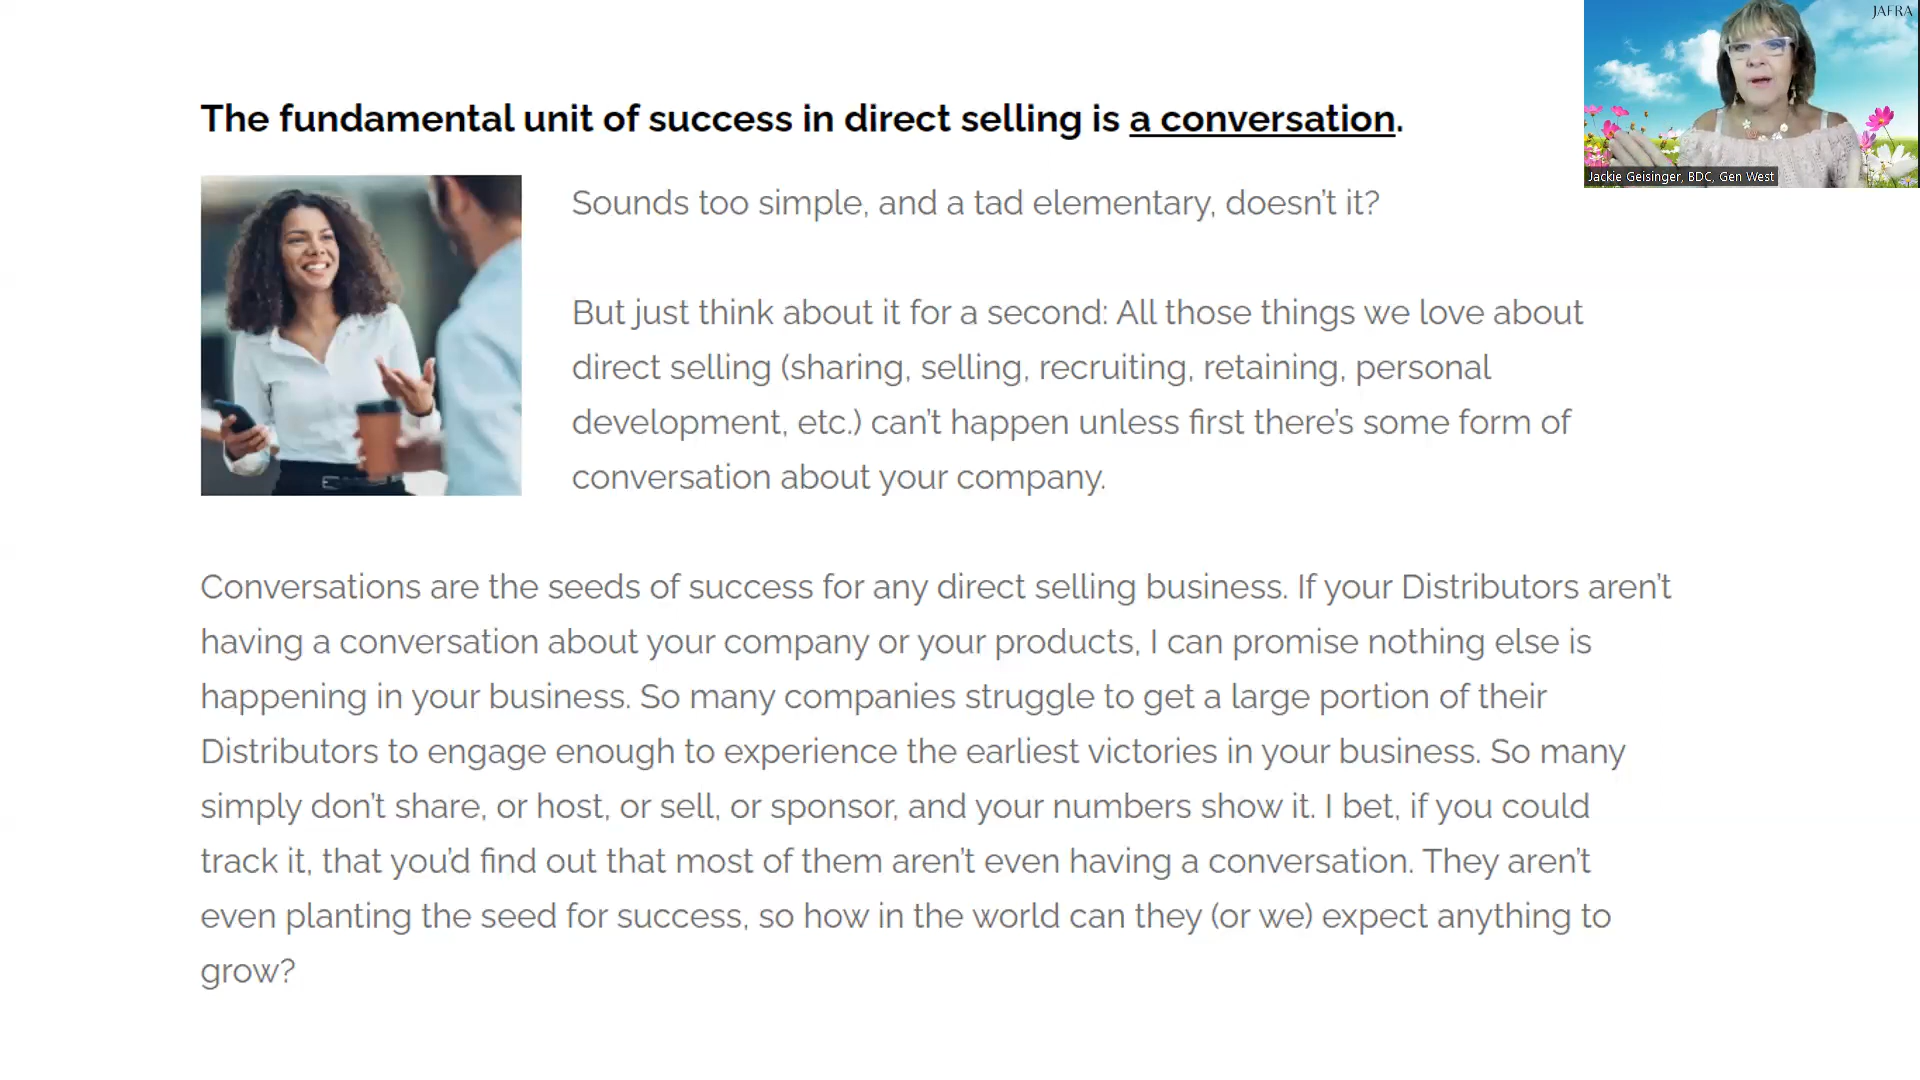 JAFRA
Jackie Geisinger, BDC, Gen West
The fundamental unit of success in direct selling is a conversation.
Sounds too simple, and a tad elementary, doesn't it?
But just think about it for a second: All those things we love about
direct selling (sharing, selling, recruiting, retaining, personal
development, etc.) can't happen unless first there's some form of
conversation about your company.
Conversations are the seeds of success for any direct selling business. If your Distributors aren't
having a conversation about your company or your products, I can promise nothing else is
happening in your business. So many companies struggle to get a large portion of their
Distributors to engage enough to experience the earliest victories in your business. So many
simply don't share, or host, or sell, or sponsor, and your numbers show it. I bet, if you could
track it, that you'd find out that most of them aren't even having a conversation. They aren't
even planting the seed for success, so how in the world can they (or we) expect anything to
grow?